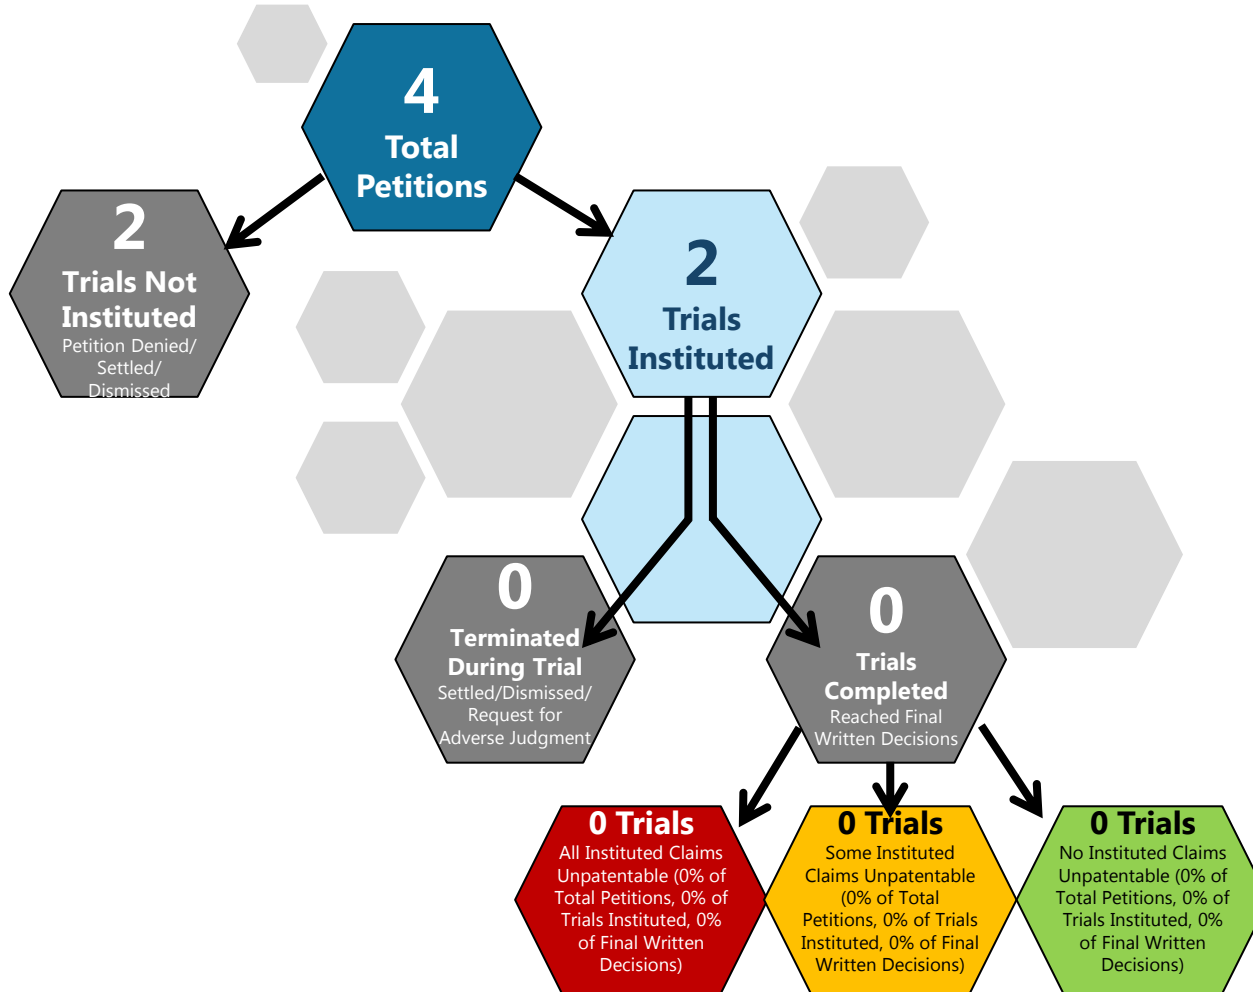 4
Total
Petitions
2
Trials Not
Instituted
Petition Denied/
Settled/
Dismissed
2
Trials
Instituted
0
Terminated
During Trial
Settled/Dismissed/
Request for
Adverse Judgment
0
Trials
Completed
Reached Final
Written Decisions
0 Trials
All Instituted Claims
Unpatentable (0% of
Total Petitions, 0% of
Trials Instituted, 0%
of Final Written
Decisions)
0 Trials
Some Instituted
Claims Unpatentable
(0% of Total
Petitions, 0% of Trials
Instituted, 0% of Final
Written Decisions)
0 Trials
No Instituted Claims
Unpatentable (0% of
Total Petitions, 0% of
Trials Instituted, 0%
of Final Written
Decisions)